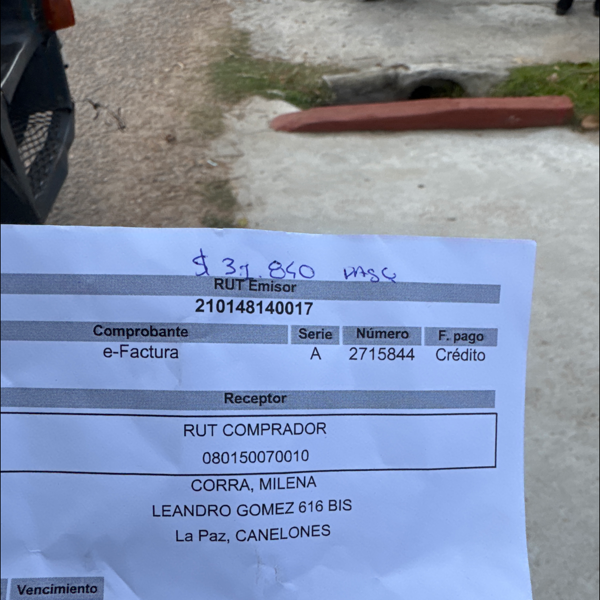 $ 31.840
RUT Emisor
210148140017
Comprobante Serie Número F. pago
e-Factura A 2715844 Crédito
Receptor
RUT COMPRADOR
080150070010
CORRA, MILENA
LEANDRO GOMEZ 616 BIS
La Paz, CANELONES
Vencimiento